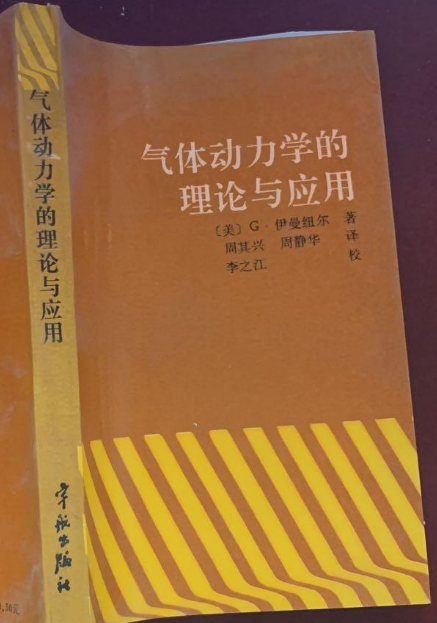 气体动力学的
理论与应用
〔美〕G·伊曼纽尔 著
周其兴 周静华 译
李之江 校
气体动力学的理论与应用
宇航出版社